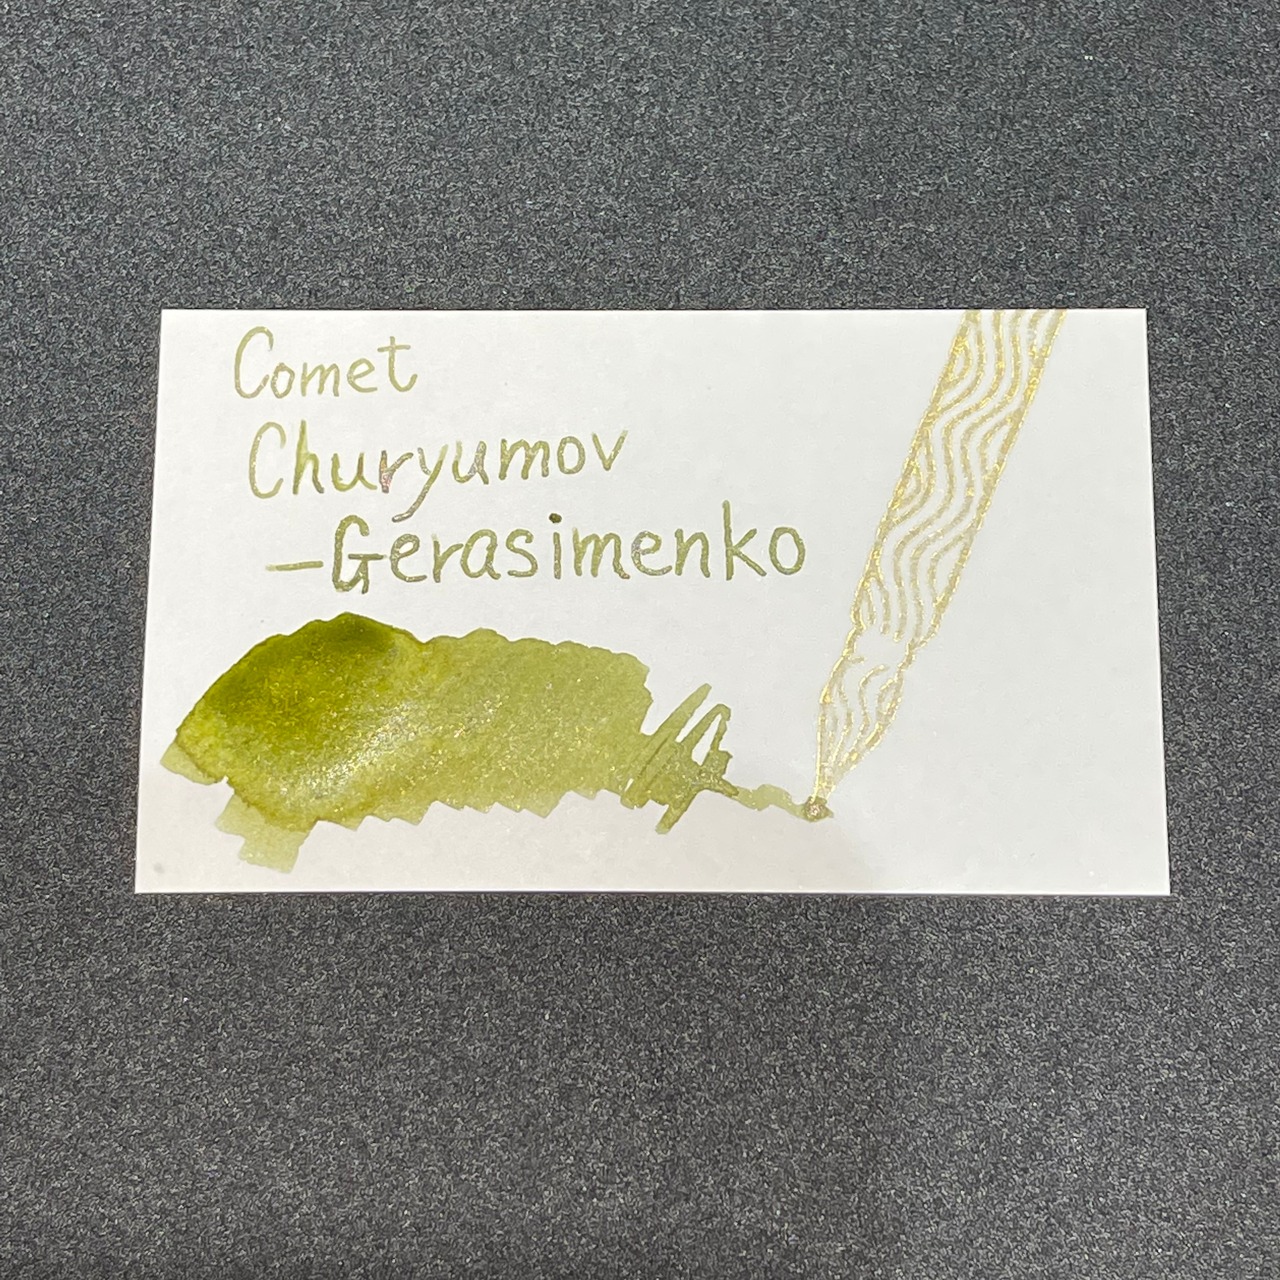 Comet
Churyumov
–Gerasimenko